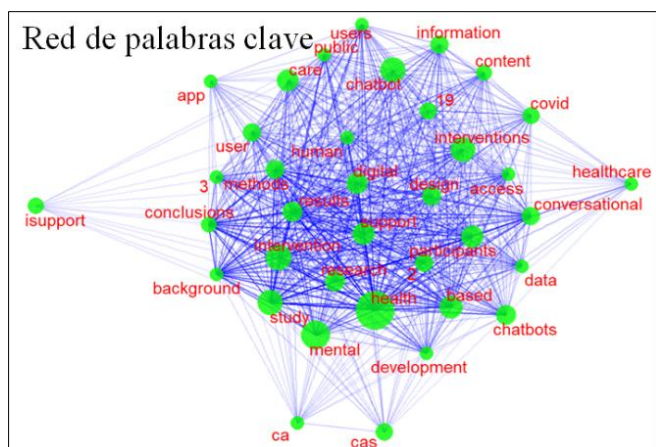 Red de palabras clave
users
public
information
care
chatbot
content
app
19
covid
user
human
interventions
3
methods
digital
design
access
healthcare
isupport
conclusions
results
support
conversational
intervention
participants
background
research
2
data
study
health
based
chatbots
mental
development
ca
cas